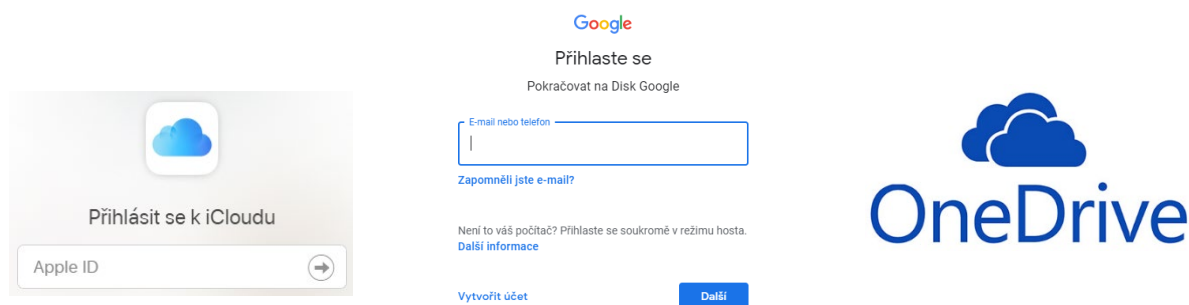 Přihlásit se k iCloudu
Apple ID
Google
Přihlaste se
Pokračovat na Disk Google
E-mail nebo telefon
Zapomněli jste e-mail?
Není to váš počítač? Přihlaste se soukromě v režimu hosta.
Další informace
Vytvořit účet
Další
OneDrive